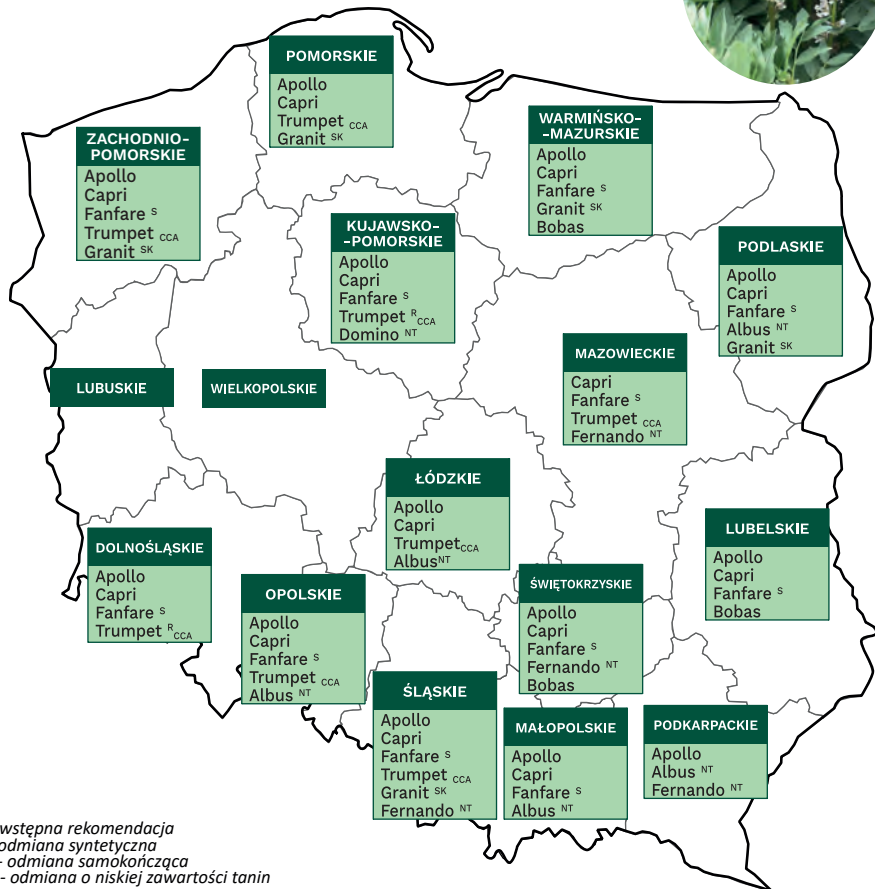 POMORSKIE
Apollo
Capri
Trumpet CCA
Granit SK
ZACHODNIO-
POMORSKIE
Apollo
Capri
Fanfare S
Trumpet CCA
Granit SK
WARMIŃSKO-
-MAZURSKIE
Apollo
Capri
Fanfare S
Granit SK
Bobas
KUJAWSKO-
-POMORSKIE
Apollo
Capri
Fanfare S
Trumpet R CCA
Domino NT
PODLASKIE
Apollo
Capri
Fanfare S
Albus NT
Granit SK
MAZOWIECKIE
Capri
Fanfare S
Trumpet CCA
Fernando NT
LUBUSKIE
WIELKOPOLSKIE
ŁÓDZKIE
Apollo
Capri
Trumpet CCA
Albus NT
LUBELSKIE
Apollo
Capri
Fanfare S
Bobas
DOLNOŚLĄSKIE
Apollo
Capri
Fanfare S
Trumpet R CCA
OPOLSKIE
Apollo
Capri
Fanfare S
Trumpet CCA
Albus NT
ŚWIĘTOKRZYSKIE
Apollo
Capri
Fanfare S
Fernando NT
Bobas
ŚLĄSKIE
Apollo
Capri
Fanfare S
Trumpet CCA
Granit SK
Fernando NT
MAŁOPOLSKIE
Apollo
Capri
Fanfare S
Albus NT
PODKARPACKIE
Apollo
Albus NT
Fernando NT
wstępna rekomendacja
odmiana syntetyczna
- odmiana samokończąca
- odmiana o niskiej zawartości tanin